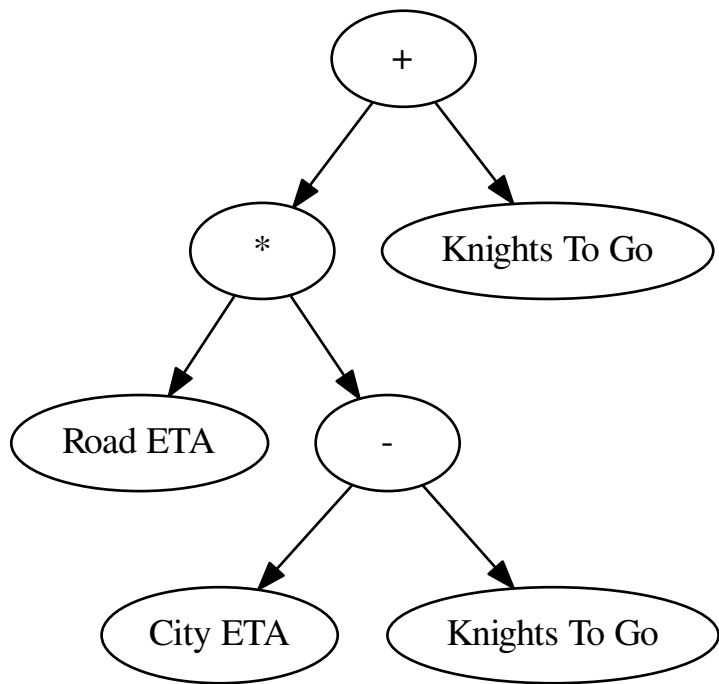 +
*
Knights To Go
Road ETA
-
City ETA
Knights To Go